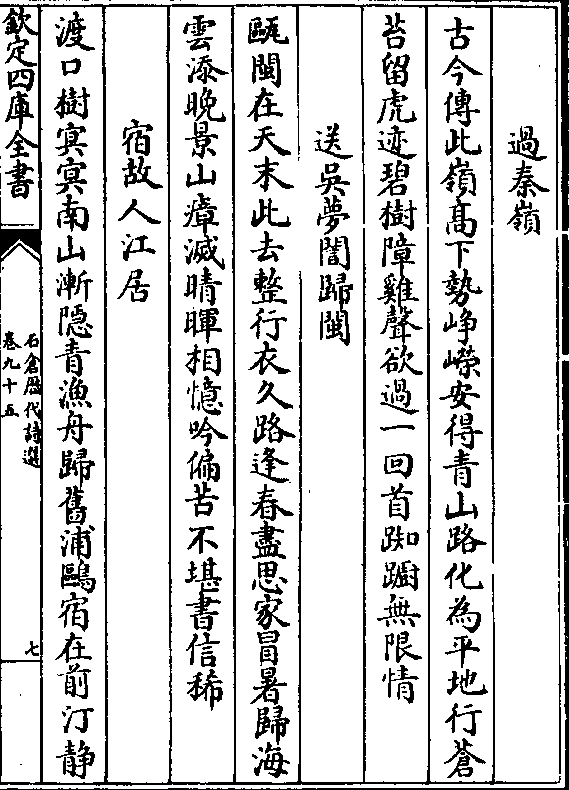 過秦嶺
古今傳此嶺髙下勢崢嶸安得青山路化為平地行蒼
苔留虎迹碧樹障雞聲欲過一回首踟蹰無限情
送吳夢誾歸閩
甌閩在天末此去整行衣久路逢春盡思家冒暑歸海
雲添晚景山瘴滅晴暉相憶吟偏苦不堪書信稀
宿故人江居
渡口樹冥冥南山漸隠青漁舟歸舊浦鷗宿在前汀静
欽定四庫全書
石倉歴代詩選
卷九十五
七